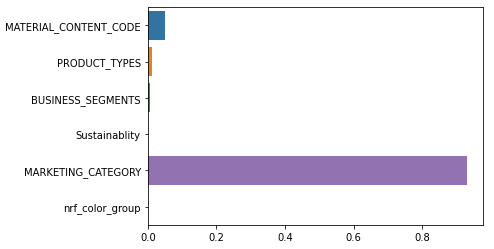 MATERIAL_CONTENT_CODE
PRODUCT_TYPES
BUSINESS_SEGMENTS
Sustainablity
MARKETING_CATEGORY
nrf_color_group
0.0 0.2 0.4 0.6 0.8